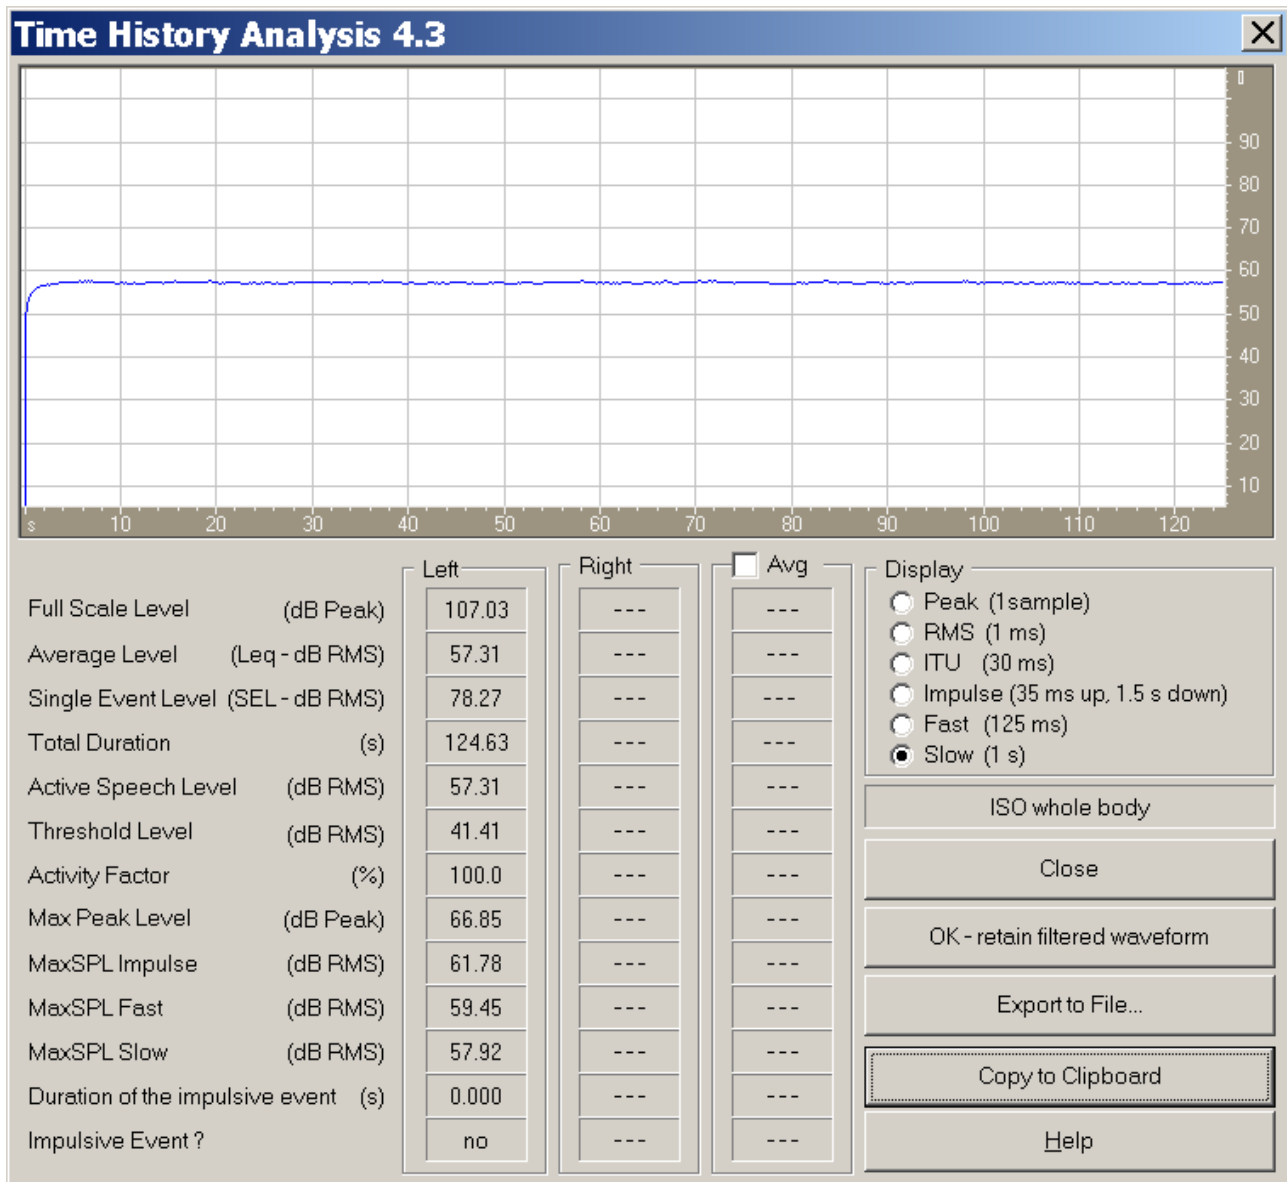 Time History Analysis 4.3
90
80
70
60
50
40
30
20
10
s 10 20 30 40 50 60 70 80 90 100 110 120
Left Right Avg Display
Full Scale Level (dB Peak) 107.03 --- --- Peak (1sample)
RMS (1 ms)
Average Level (Leq - dB RMS) 57.31 --- --- ITU (30 ms)
Single Event Level (SEL - dB RMS) 78.27 --- --- Impulse (35 ms up, 1.5 s down)
Fast (125 ms)
Total Duration (s) 124.63 --- --- Slow (1 s)
Active Speech Level (dB RMS) 57.31 --- ---
ISO whole body
Threshold Level (dB RMS) 41.41 --- ---
Activity Factor (%) 100.0 --- --- Close
Max Peak Level (dB Peak) 66.85 --- ---
OK - retain filtered waveform
MaxSPL Impulse (dB RMS) 61.78 --- ---
MaxSPL Fast (dB RMS) 59.45 --- --- Export to File...
MaxSPL Slow (dB RMS) 57.92 --- ---
Copy to Clipboard
Duration of the impulsive event (s) 0.000 --- ---
Impulsive Event ? no --- --- Help